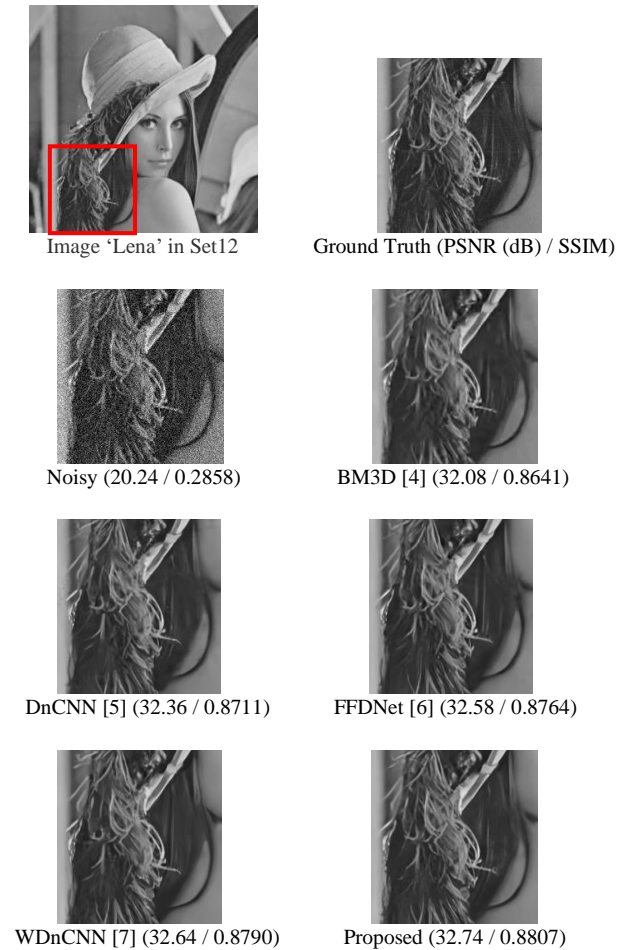 Image ‘Lena’ in Set12
Ground Truth (PSNR (dB) / SSIM)
Noisy (20.24 / 0.2858)
BM3D [4] (32.08 / 0.8641)
DnCNN [5] (32.36 / 0.8711)
FFDNet [6] (32.58 / 0.8764)
WDnCNN [7] (32.64 / 0.8790)
Proposed (32.74 / 0.8807)